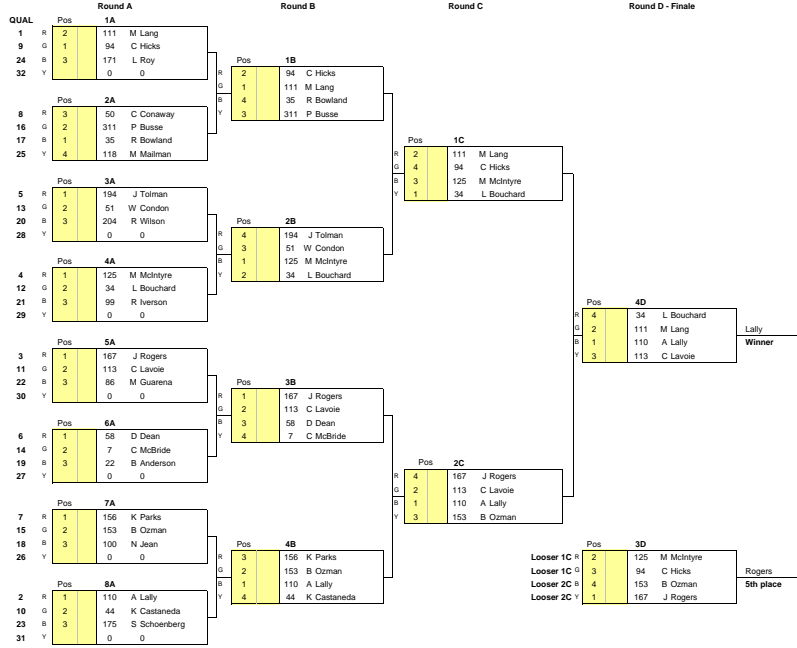 Round A Round B Round C Round D - Finale
QUAL Pos 1A
1 R 2 111 M Lang
9 G 1 94 C Hicks
24 B 3 171 L Roy
32 Y 0 0
Pos 2A
8 R 3 50 C Conaway
16 G 2 311 P Busse
17 B 1 35 R Bowland
25 Y 4 118 M Mailman
Pos 3A
5 R 1 194 J Tolman
13 G 2 51 W Condon
20 B 3 204 R Wilson
28 Y 0 0
Pos 4A
4 R 1 125 M McIntyre
12 G 2 34 L Bouchard
21 B 3 99 R Iverson
29 Y 0 0
Pos 5A
3 R 1 167 J Rogers
11 G 2 113 C Lavoie
22 B 3 86 M Guarena
30 Y 0 0
Pos 6A
6 R 1 58 D Dean
14 G 2 7 C McBride
19 B 3 22 B Anderson
27 Y 0 0
Pos 7A
7 R 1 156 K Parks
15 G 2 153 B Ozman
18 B 3 100 N Jean
26 Y 0 0
Pos 8A
2 R 1 110 A Lally
10 G 2 44 K Castaneda
23 B 3 175 S Schoenberg
31 Y 0 0
Pos 1B
R 2 94 C Hicks
G 1 111 M Lang
B 4 35 R Bowland
Y 3 311 P Busse
Pos 2B
R 4 194 J Tolman
G 3 51 W Condon
B 1 125 M McIntyre
Y 2 34 L Bouchard
Pos 3B
R 1 167 J Rogers
G 2 113 C Lavoie
B 3 58 D Dean
Y 4 7 C McBride
Pos 4B
R 3 156 K Parks
G 2 153 B Ozman
B 1 110 A Lally
Y 4 44 K Castaneda
Pos 1C
R 2 111 M Lang
G 4 94 C Hicks
B 3 125 M McIntyre
Y 1 34 L Bouchard
Pos 2C
R 4 167 J Rogers
G 2 113 C Lavoie
B 1 110 A Lally
Y 3 153 B Ozman
Pos 4D
R 4 34 L Bouchard
G 2 111 M Lang Lally
B 1 110 A Lally Winner
Y 3 113 C Lavoie
Pos 3D
Looser 1C R 2 125 M McIntyre
Looser 1C G 3 94 C Hicks Rogers
Looser 2C B 4 153 B Ozman 5th place
Looser 2C Y 1 167 J Rogers